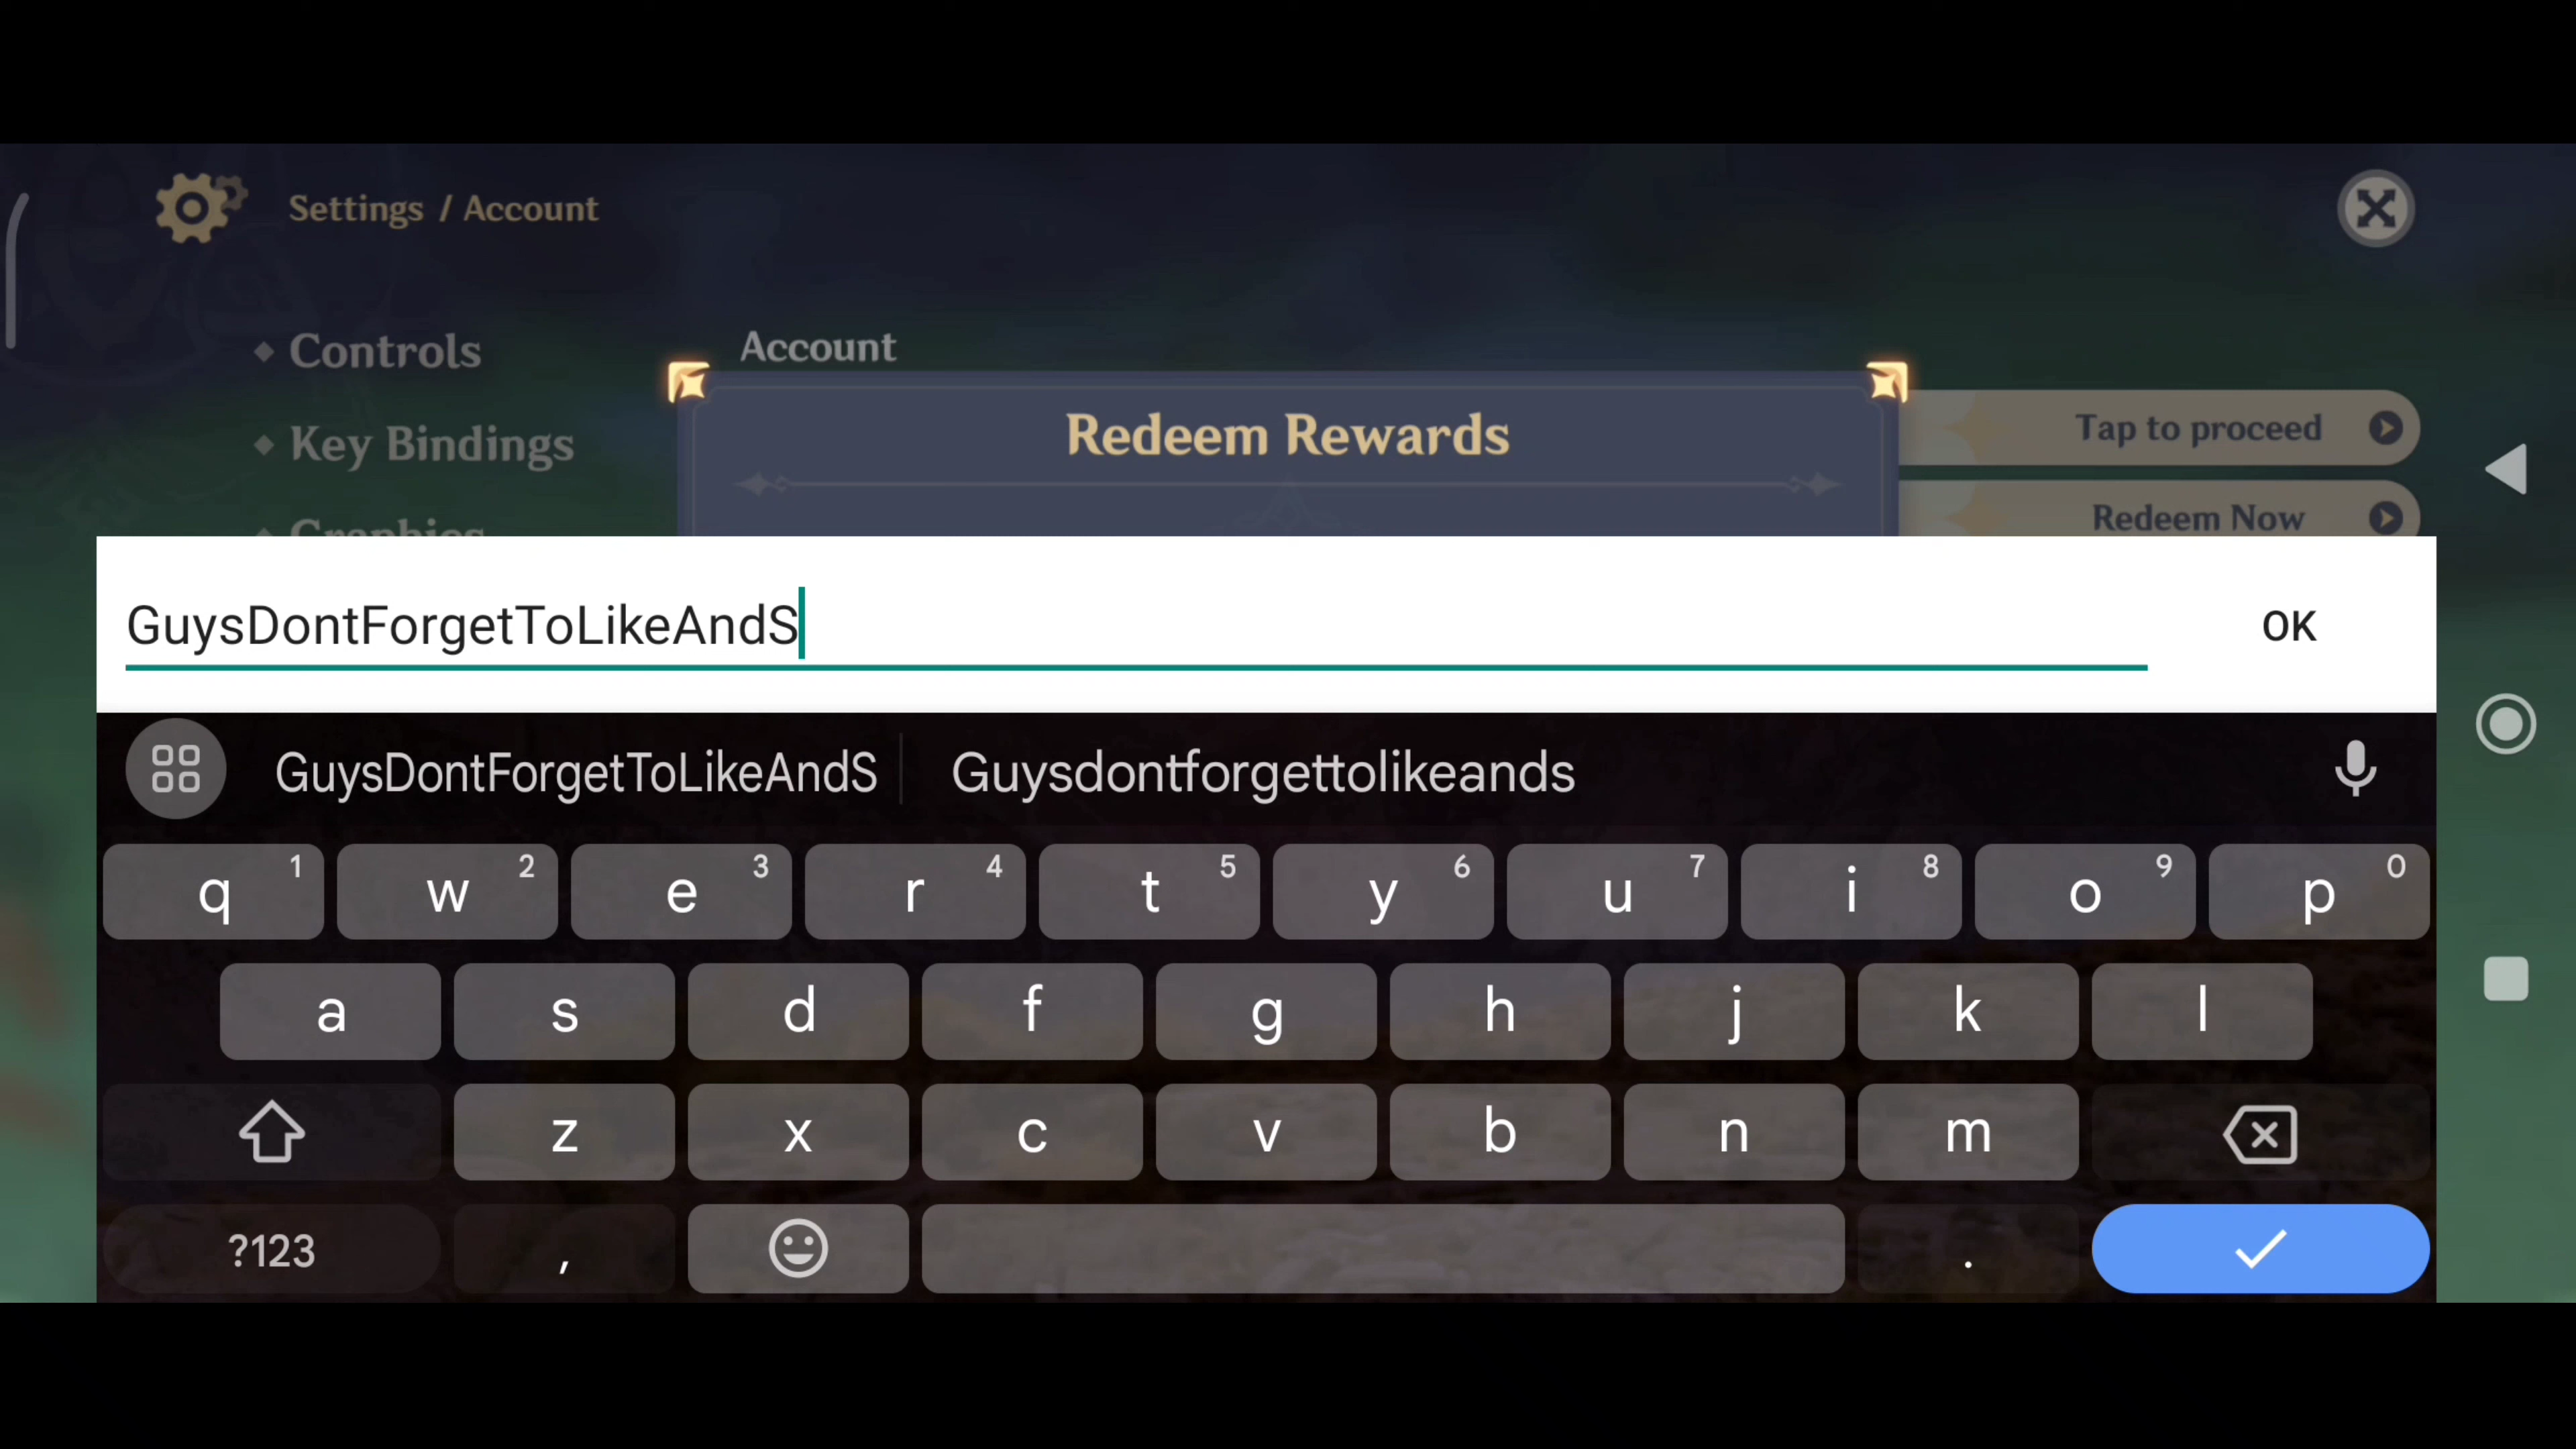 Settings / Account
Controls
Account
Key Bindings
Redeem Rewards
Tap to proceed
Graphics
Redeem Now
GuysDontForgetToLikeAndS
OK
GuysDontForgetToLikeAndS Guysdontforgettolikeands
q 1 w 2 e 3 r 4 t 5 y 6 u 7 i 8 o 9 p 0
a s d f g h j k l
z x c v b n m
?123 , .